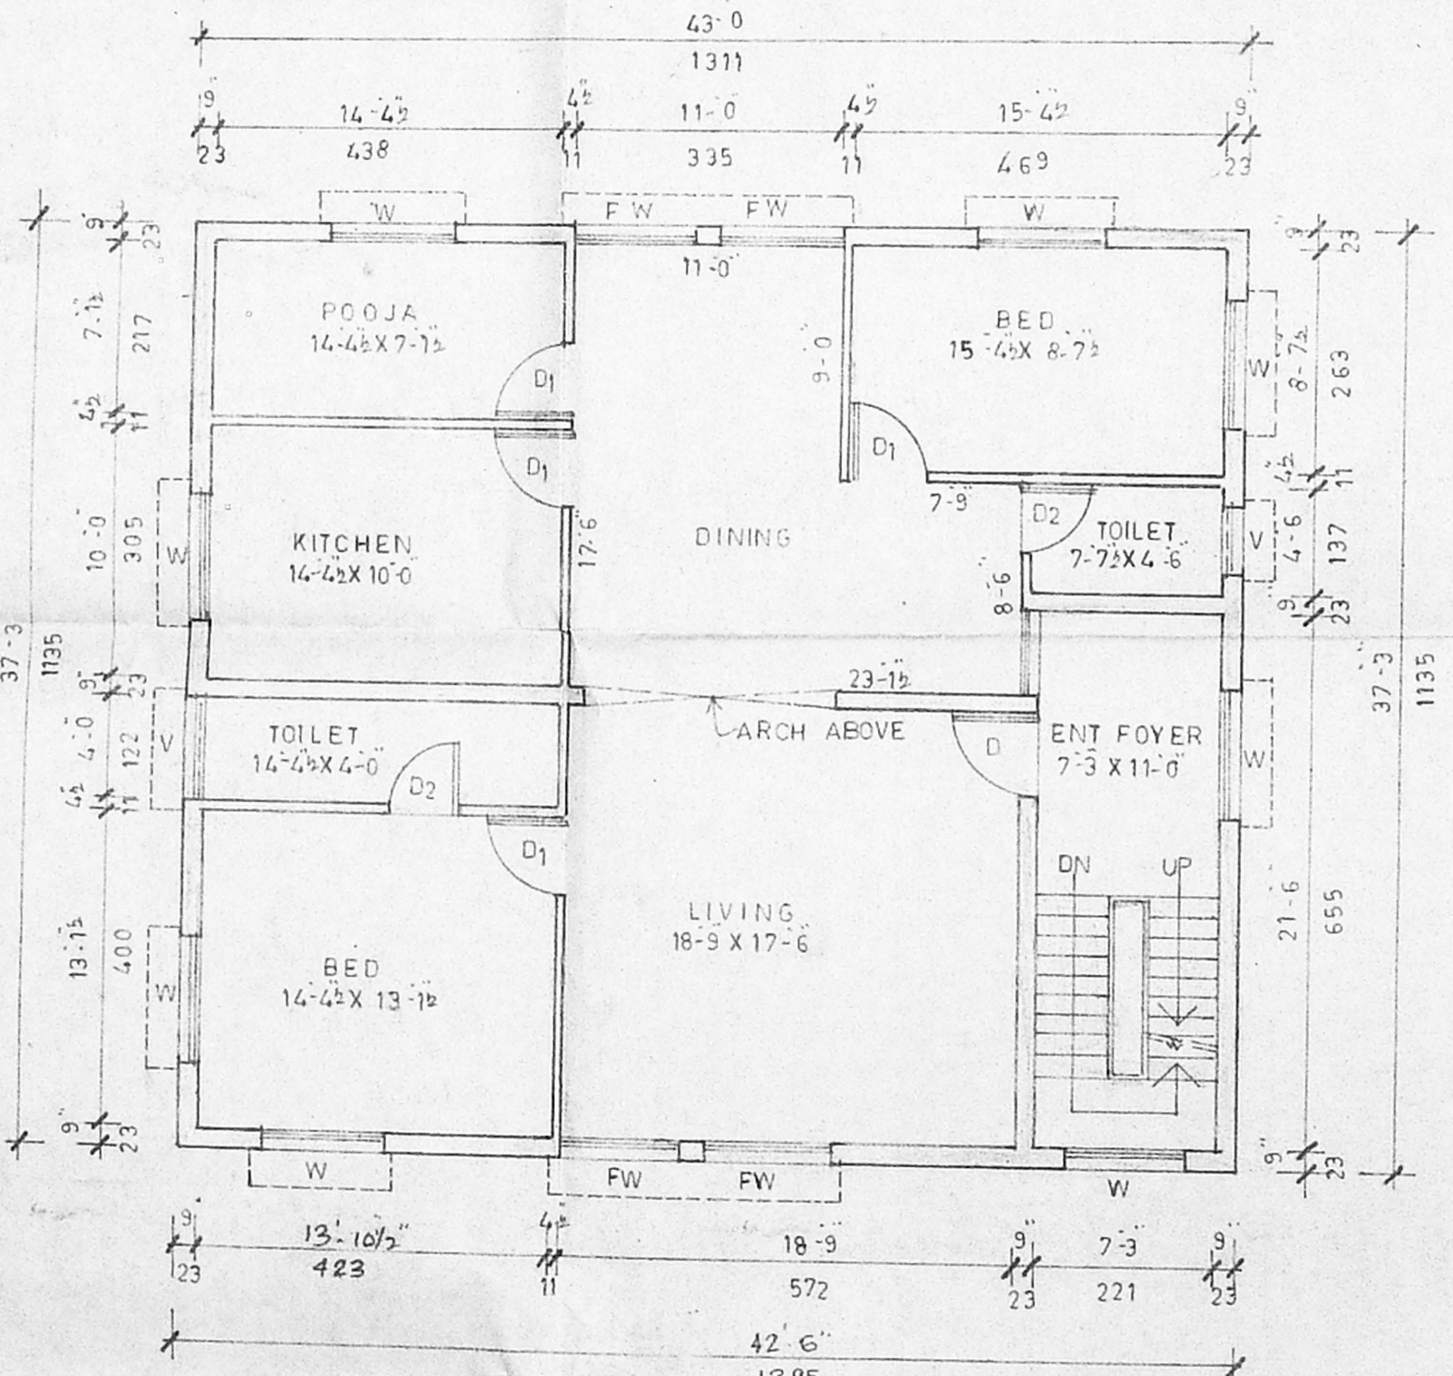 43-0
1311
9" 14-4½" 4½" 11-0" 4½" 15-4½" 9"
23 438 11 335 11 469 23
W FW FW W
11-0"
9" 23
7-1½" 217
4½" 11
10-0" 305
9" 23
4-0" 122
4½" 11
13-1½" 400
9" 23
37-3 1135
POOJA
14-4½" X 7-1½"
D1
9-0"
BED
15-4½" X 8-7½"
W
D1
D1
KITCHEN
14-4½" X 10-0"
W
17-6"
DINING
7-9"
D2
TOILET
7-7½" X 4-6"
V
8-6"
23-1½"
ARCH ABOVE
TOILET
14-4½" X 4-0"
V
D2
D
ENT FOYER
7-3 X 11-0"
W
D1
DN UP
LIVING
18-9 X 17-6
BED
14-4½" X 13-1½"
W
W FW FW W
9" 23
8-7½" 263
4½" 11
4-6 137
9" 23
21-6 655
9" 23
37-3" 1135
9" 13'-10½" 4½" 18-9 9" 7-3" 9"
23 423 11 572 23 221 23
42'-6"